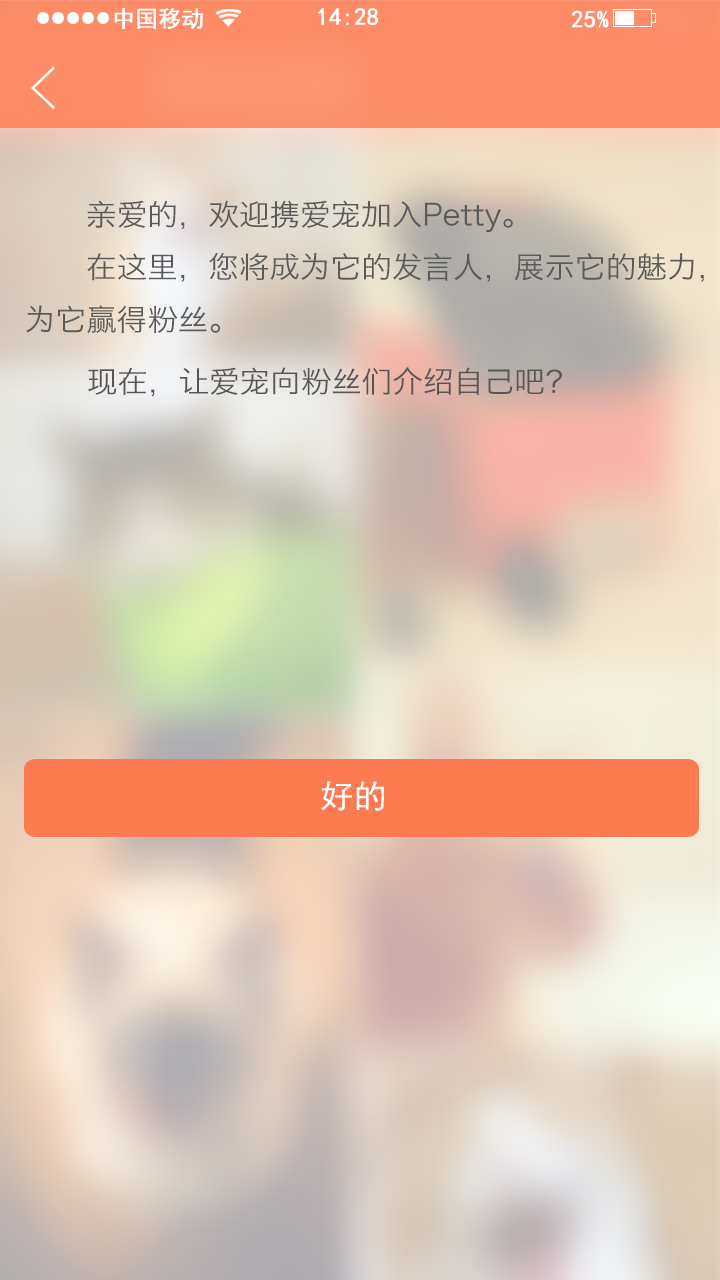 中国移动 14:28 25%
亲爱的，欢迎携爱宠加入Petty。
在这里，您将成为它的发言人，展示它的魅力，
为它赢得粉丝。
现在，让爱宠向粉丝们介绍自己吧？
好的